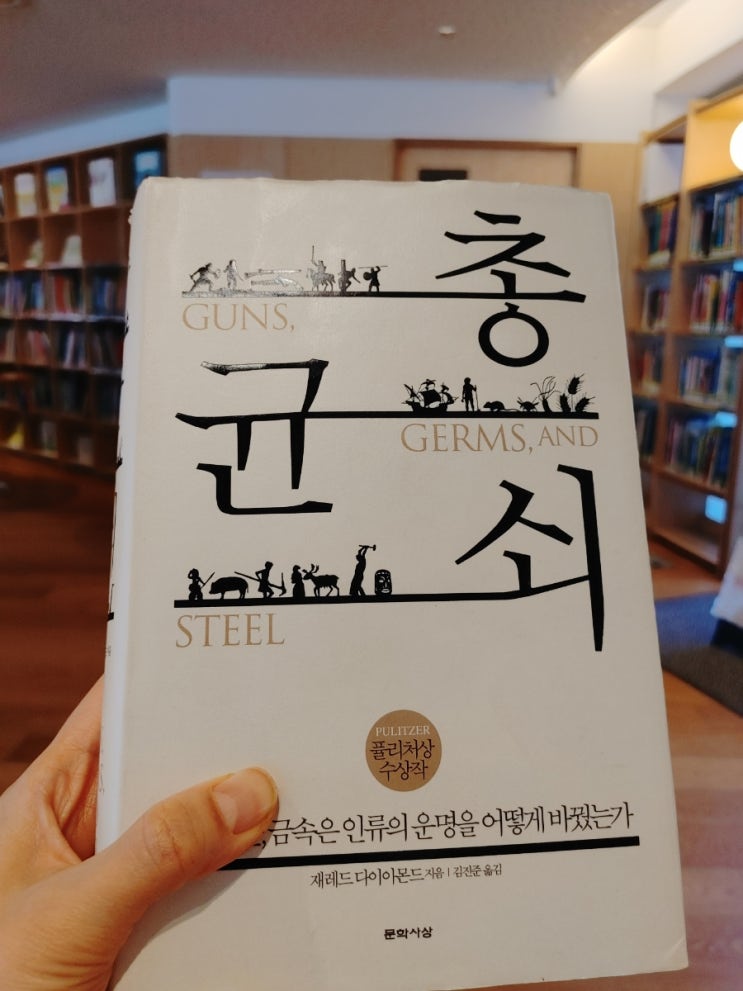 총
GUNS,
균
GERMS, AND
쇠
STEEL
PULITZER
퓰리처상
수상작
금속은 인류의 운명을 어떻게 바꿨는가
재레드 다이아몬드 지음 | 김진준 옮김
문학사상